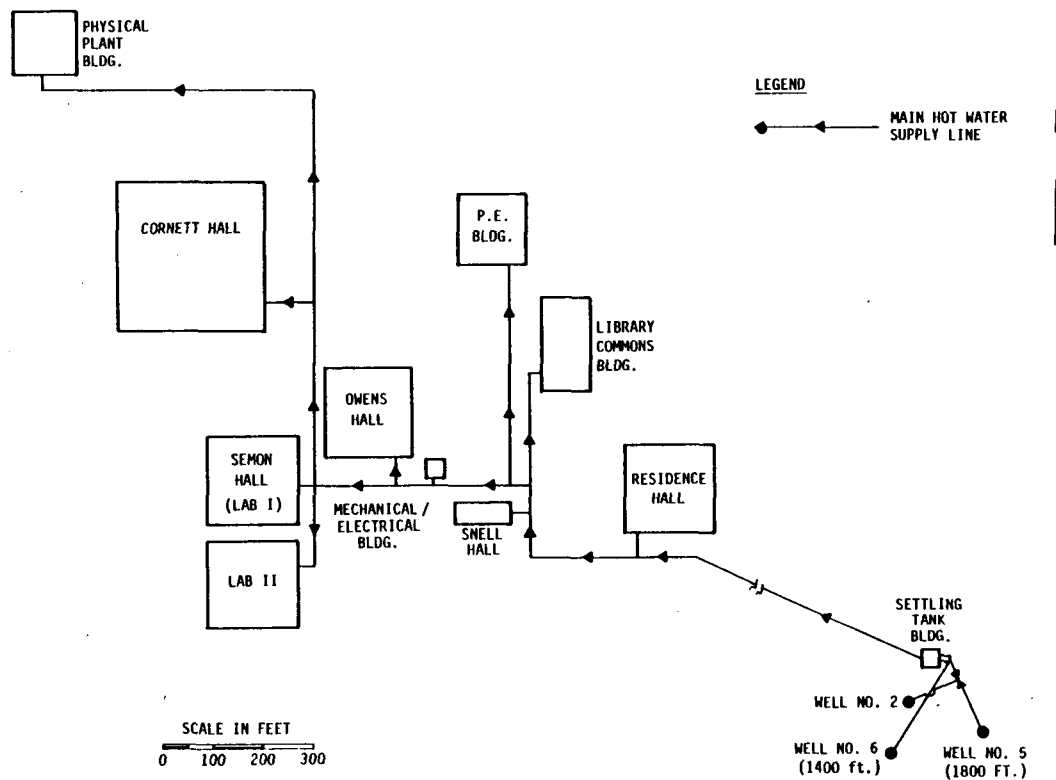 PHYSICAL
PLANT
BLDG.
LEGEND
MAIN HOT WATER
SUPPLY LINE
CORNETT HALL
P.E.
BLDG.
LIBRARY
COMMONS
BLDG.
OWENS
HALL
SEMON
HALL
(LAB I)
MECHANICAL/
ELECTRICAL
BLDG.
SNELL
HALL
RESIDENCE
HALL
LAB II
SETTLING
TANK
BLDG.
WELL NO. 2
WELL NO. 6
(1400 ft.)
WELL NO. 5
(1800 FT.)
SCALE IN FEET
0 100 200 300